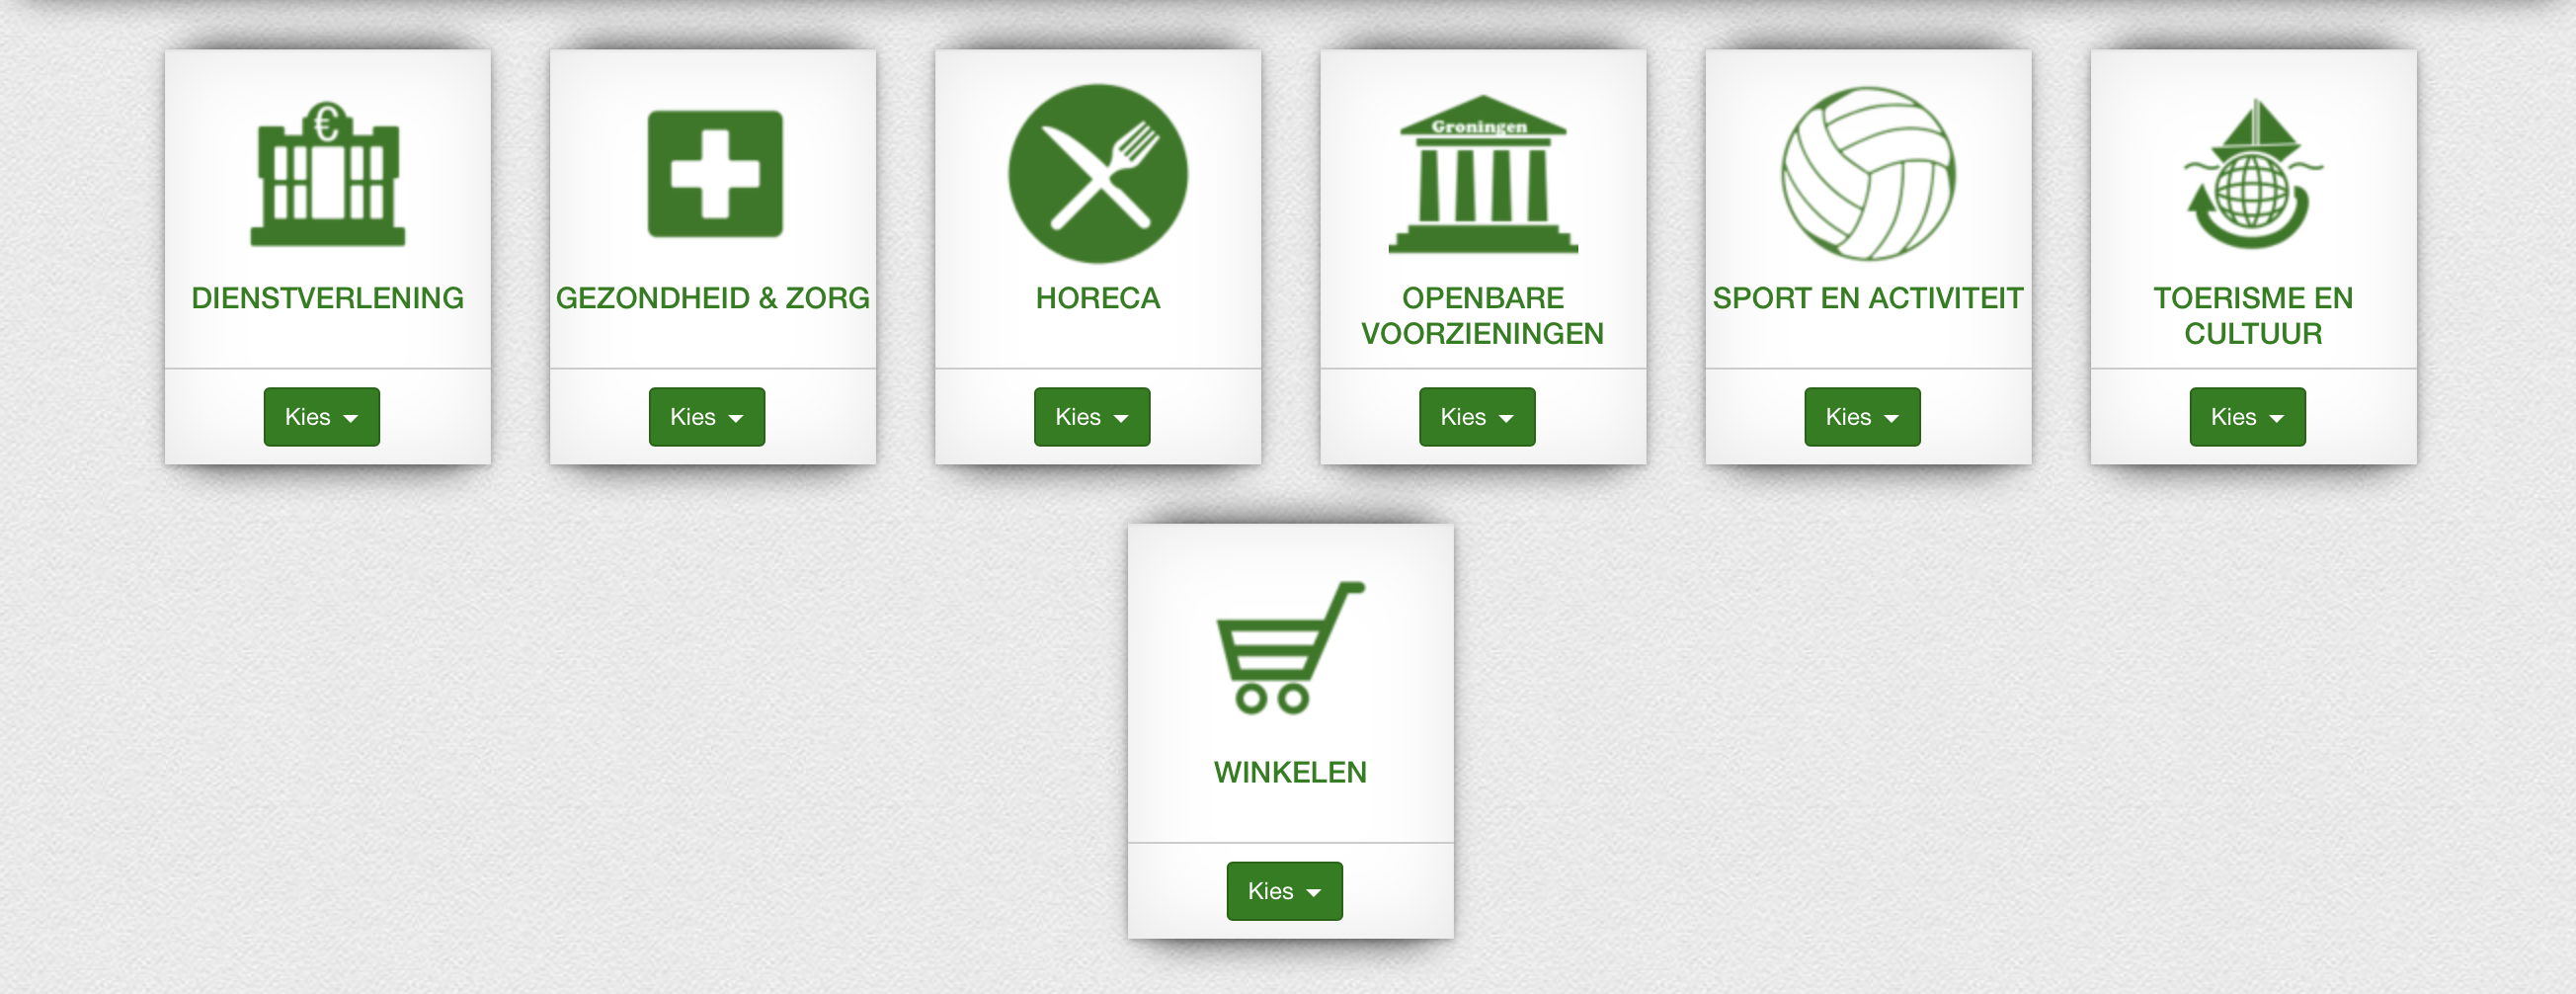 €
Groningen
DIENSTVERLENING
GEZONDHEID & ZORG
HORECA
OPENBARE
VOORZIENINGEN
SPORT EN ACTIVITEIT
TOERISME EN
CULTUUR
Kies
Kies
Kies
Kies
Kies
Kies
WINKELEN
Kies